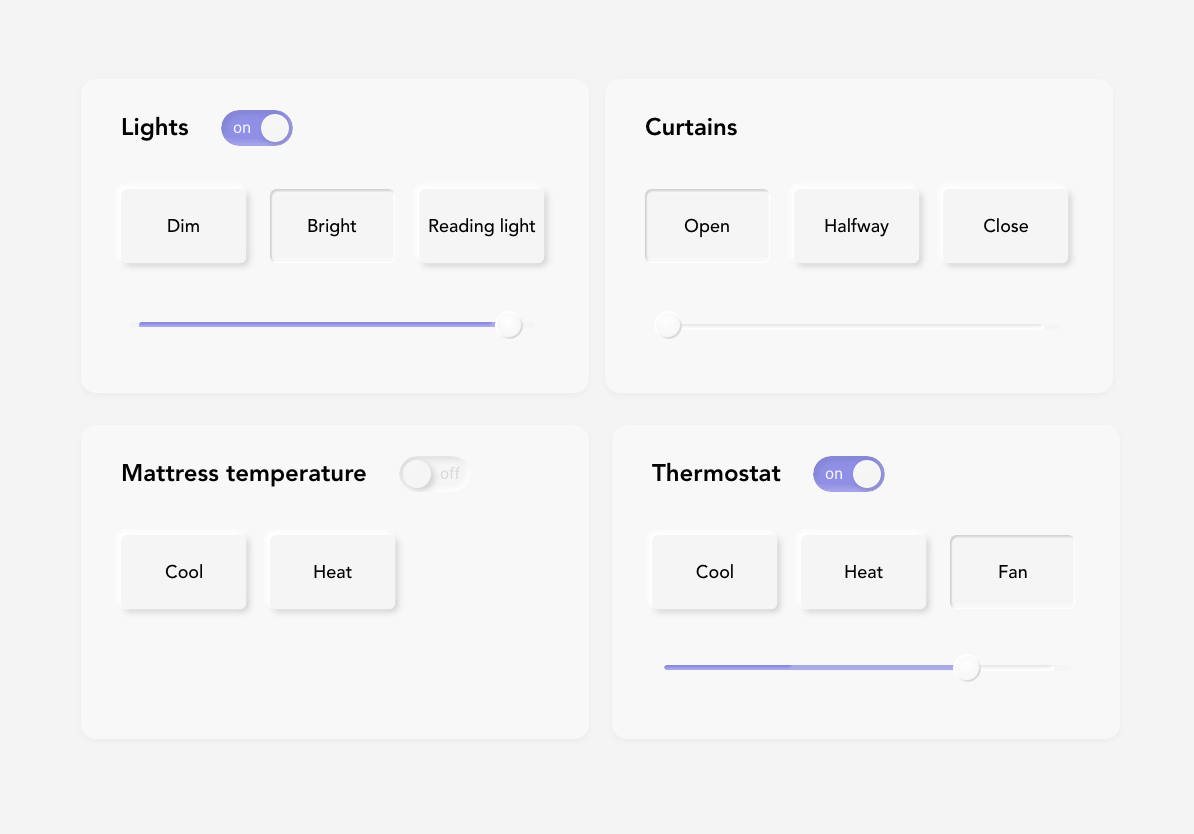 Lights on
Curtains
Dim Bright Reading light
Open Halfway Close
Mattress temperature off
Thermostat on
Cool Heat
Cool Heat Fan